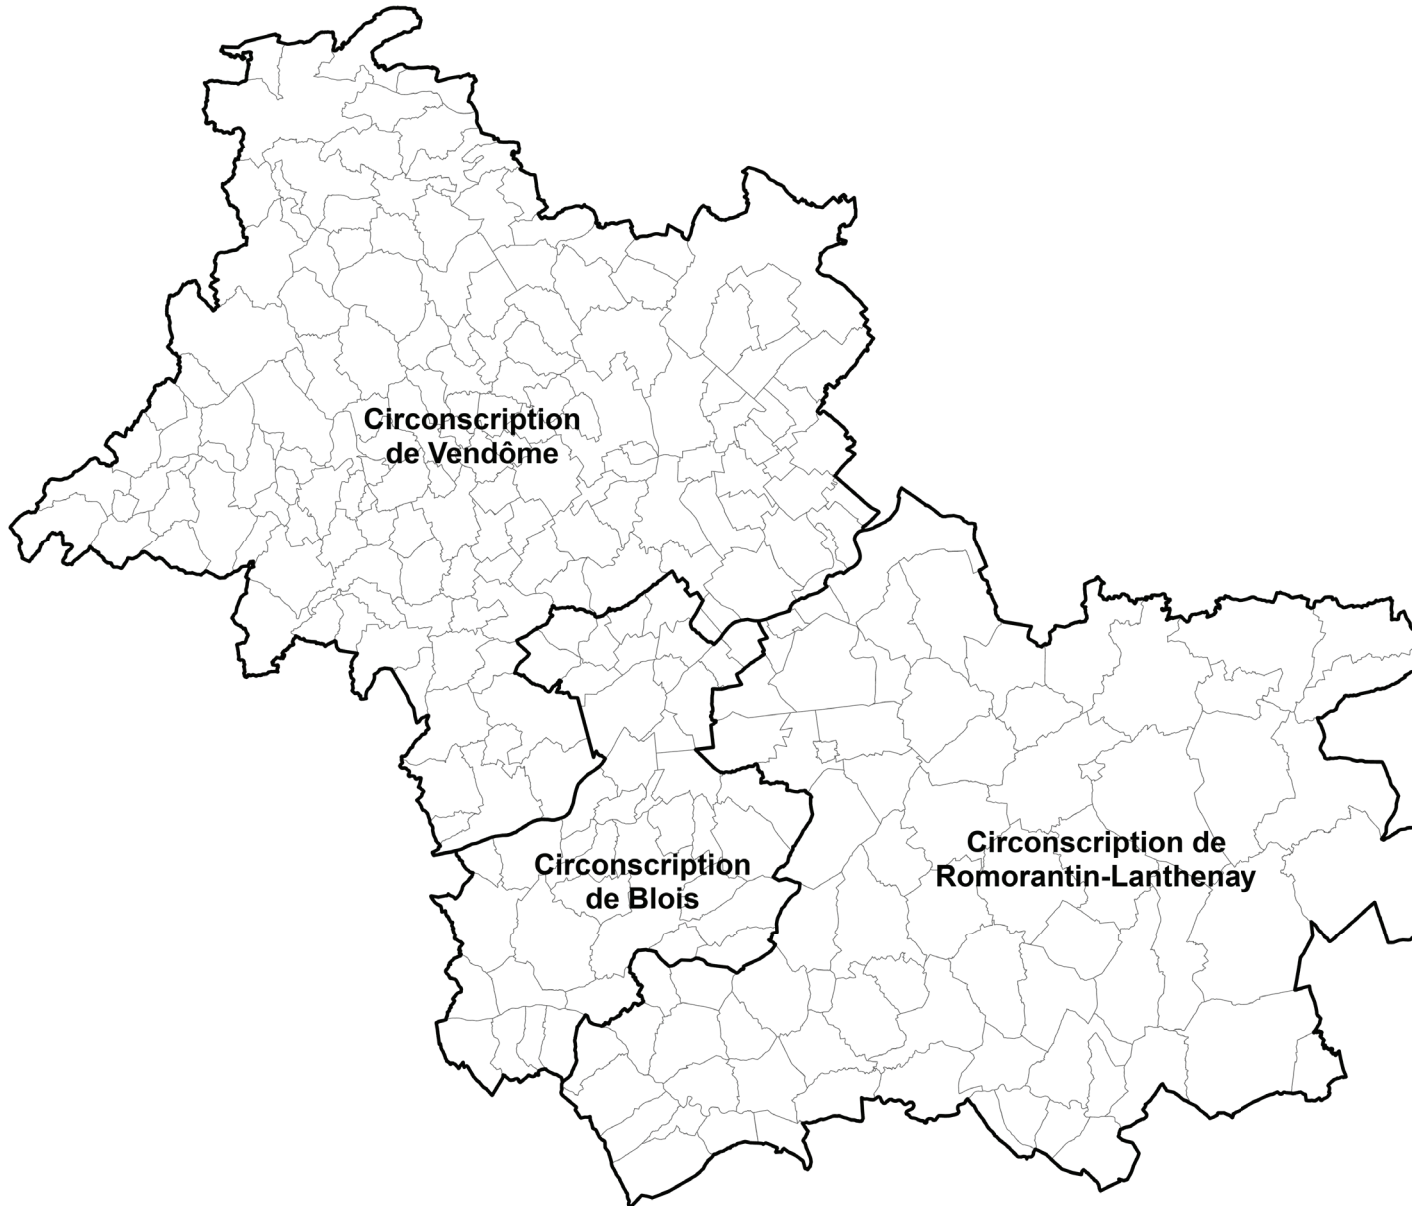 Circonscription
de Vendôme
Circonscription de
Romorantin-Lanthenay
Circonscription
de Blois